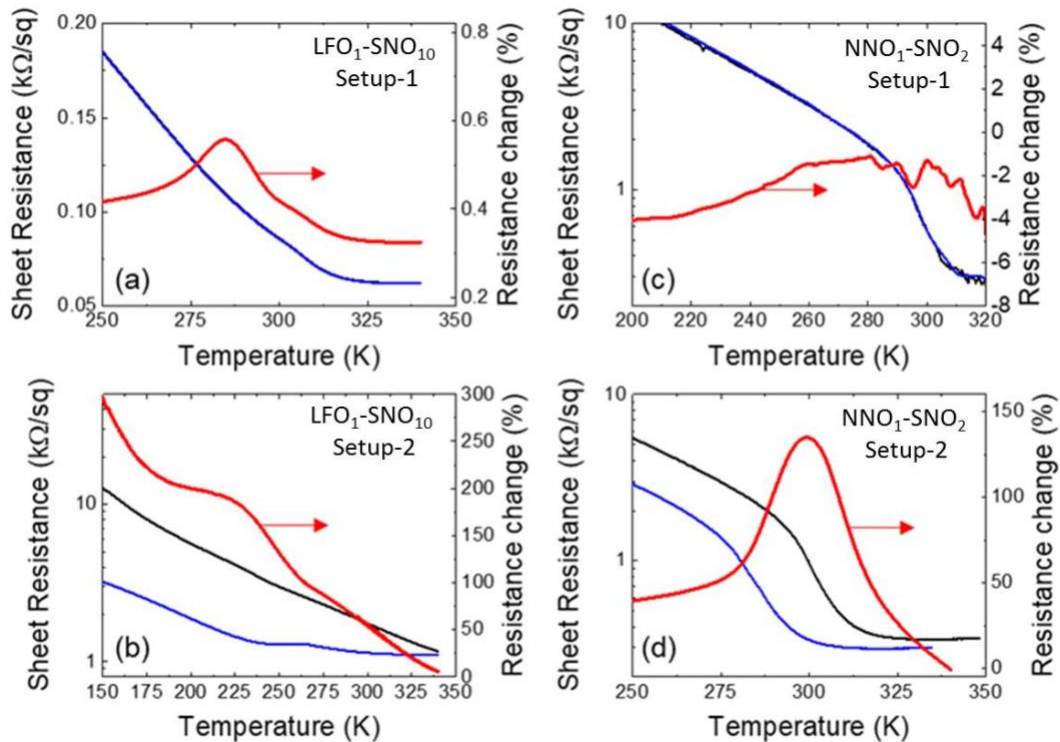 0.20
0.15
0.10
0.05
Sheet Resistance (kΩ/sq)
LFO₁-SNO₁₀
Setup-1
(a)
0.8
0.6
0.4
0.2
Resistance change (%)
250 275 300 325 350
Temperature (K)
10
1
Sheet Resistance (kΩ/sq)
NNO₁-SNO₂
Setup-1
(c)
4
2
0
-2
-4
-6
-8
Resistance change (%)
200 220 240 260 280 300 320
Temperature (K)
10
1
Sheet Resistance (kΩ/sq)
LFO₁-SNO₁₀
Setup-2
(b)
300
250
200
150
100
50
0
Resistance change (%)
150 175 200 225 250 275 300 325 350
Temperature (K)
10
1
Sheet Resistance (kΩ/sq)
NNO₁-SNO₂
Setup-2
(d)
150
100
50
0
Resistance change (%)
250 275 300 325 350
Temperature (K)